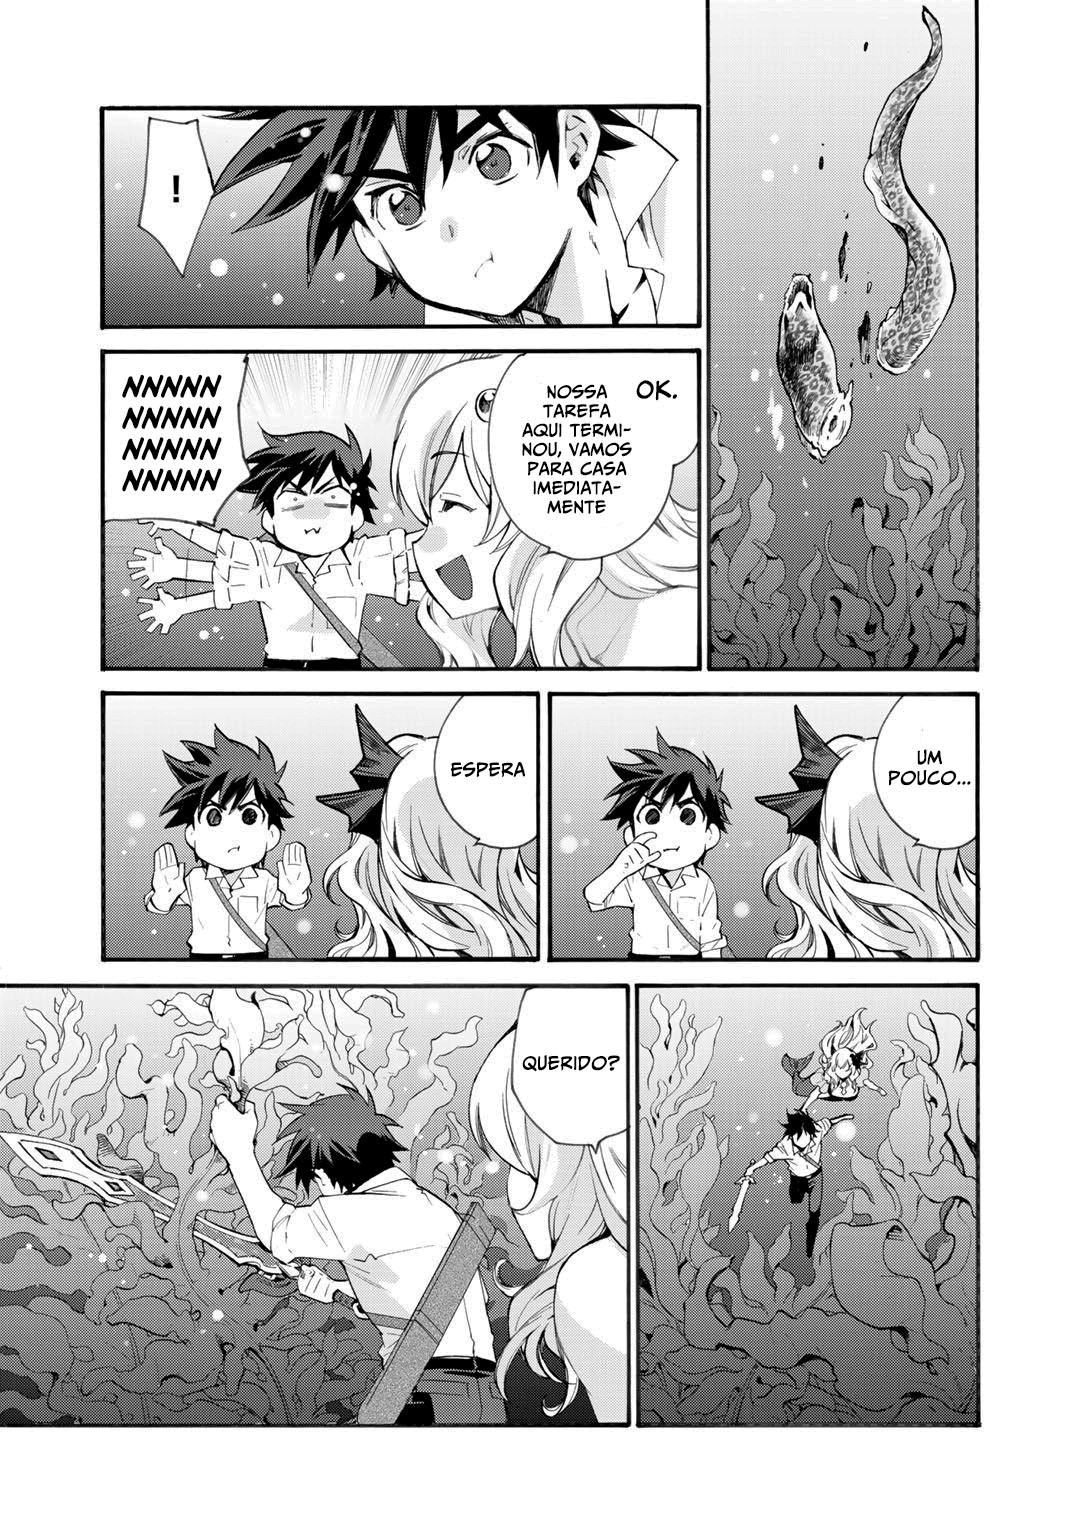 !
OK.
NOSSA
TAREFA
AQUI TERMI-
NOU, VAMOS
PARA CASA
IMEDIATA-
MENTE
NNNNN
NNNNN
NNNNN
NNNNN
UM
POUCO...
ESPERA
QUERIDO?